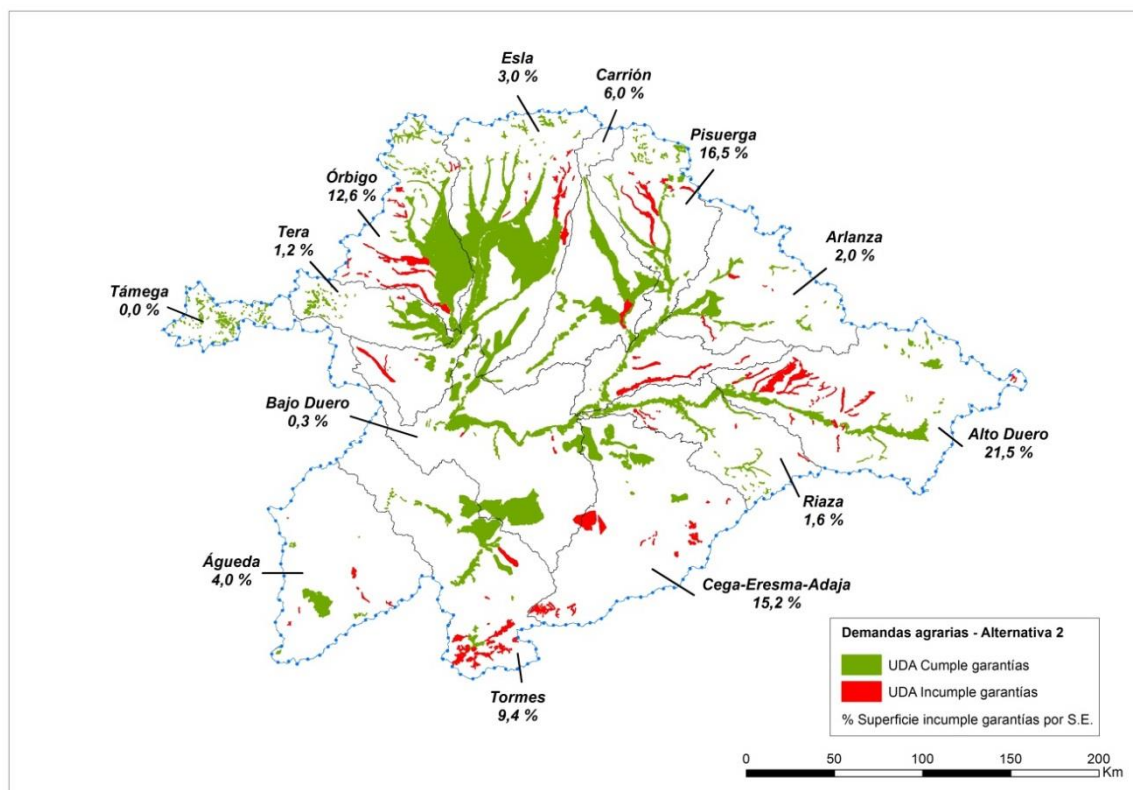 Esla
3,0 %
Carrión
6,0 %
Pisuerga
16,5 %
Órbigo
12,6 %
Tera
1,2 %
Arlanza
2,0 %
Támega
0,0 %
Bajo Duero
0,3 %
Alto Duero
21,5 %
Riaza
1,6 %
Águeda
4,0 %
Cega-Eresma-Adaja
15,2 %
Tormes
9,4 %
Demandas agrarias - Alternativa 2
UDA Cumple garantías
UDA Incumple garantías
% Superficie incumple garantías por S.E.
0 50 100 150 200
Km